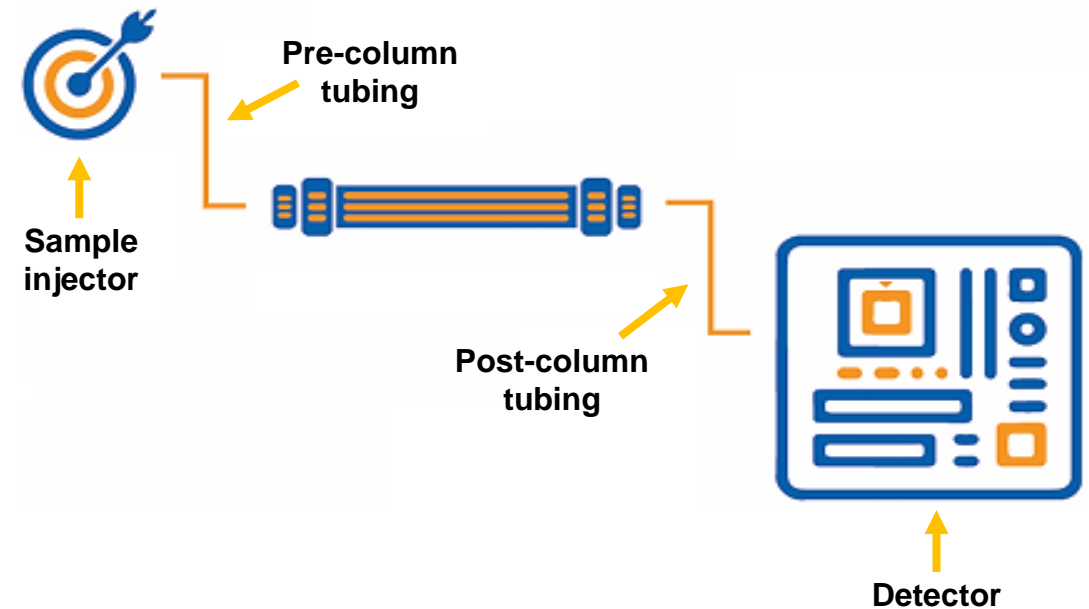 Pre-column
tubing
Sample
injector
Post-column
tubing
Detector